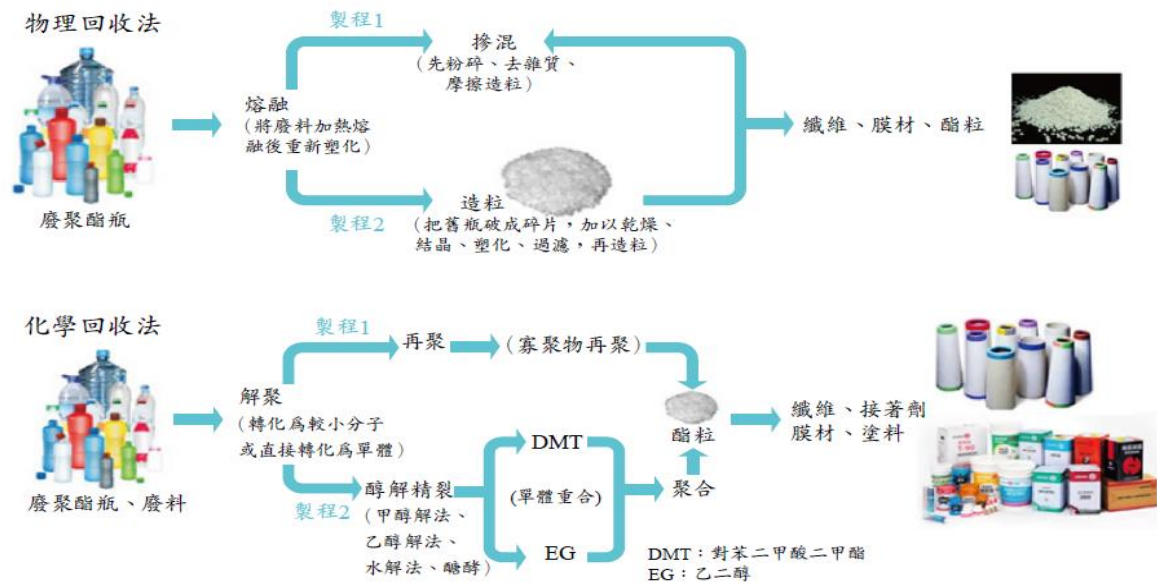 物理回收法
製程1
摻混
(先粉碎、去雜質、
摩擦造粒)
熔融
(將廢料加熱熔
融後重新塑化)
纖維、膜材、酯粒
廢聚酯瓶
製程2
造粒
(把舊瓶破成碎片,加以乾燥、
結晶、塑化、過濾,再造粒)
化學回收法
製程1
再聚
(寡聚物再聚)
解聚
(轉化爲較小分子
或直接轉化爲單體)
酯粒
纖維、接著劑
膜材、塗料
廢聚酯瓶、廢料
製程2
醇解精裂
(甲醇解法、
乙醇解法、
水解法、醣酵)
DMT
(單體重合)
EG
聚合
DMT:對苯二甲酸二甲酯
EG:乙二醇